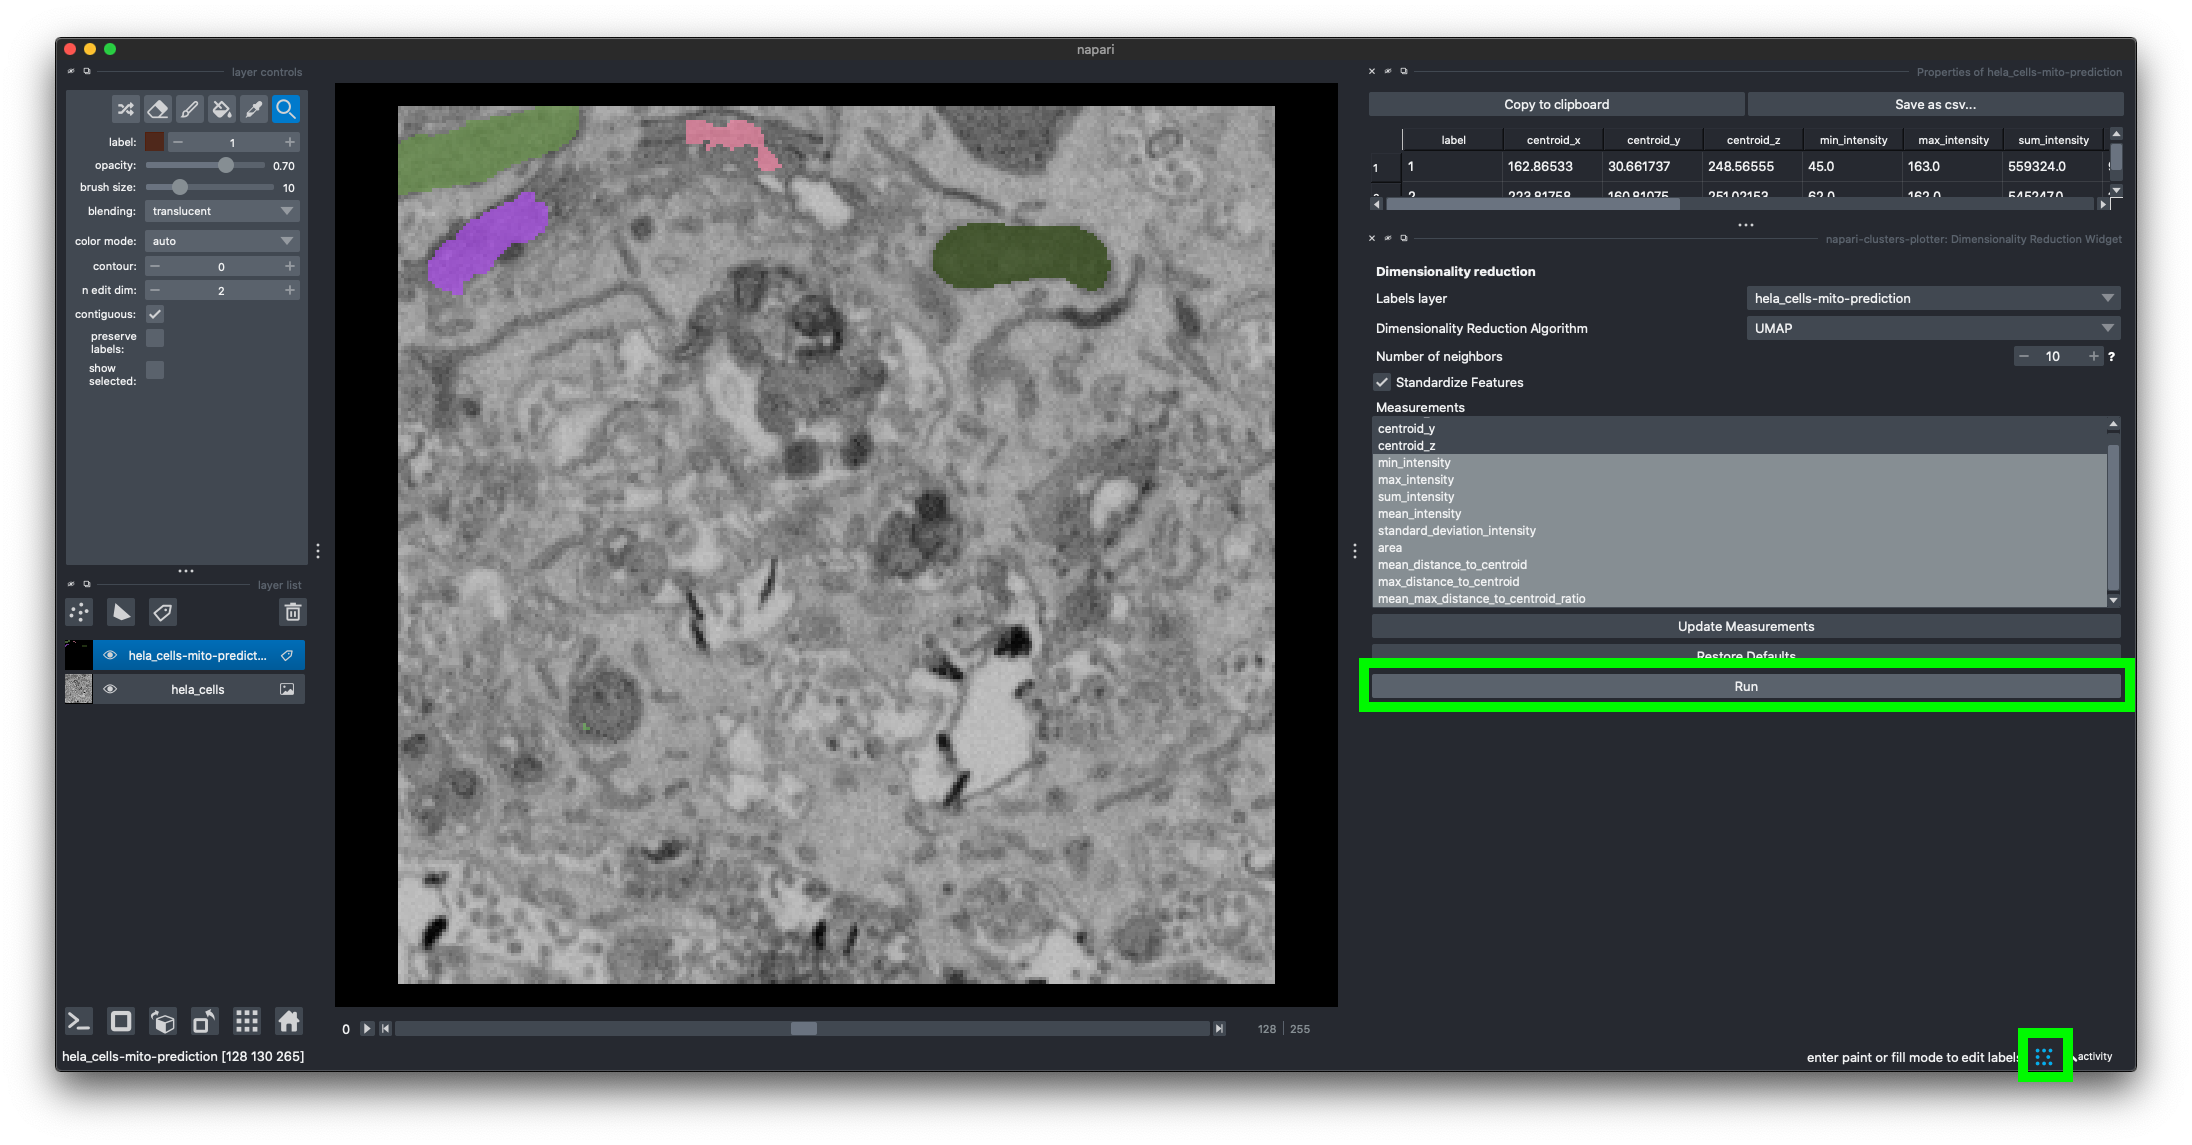 napari
layer controls
label:
1
opacity:
0.70
brush size:
10
blending:
translucent
color mode:
auto
contour:
0
n edit dim:
2
contiguous:
preserve
labels:
show
selected:
layer list
hela_cells-mito-predict...
hela_cells
hela_cells-mito-prediction [128 130 265]
0
128 | 255
Properties of hela_cells-mito-prediction
Copy to clipboard
Save as csv...
label centroid_x centroid_y centroid_z min_intensity max_intensity sum_intensity
1 1 162.86533 30.661737 248.56555 45.0 163.0 559324.0
2 223.81758 160.81075 251.02153 62.0 162.0 545247.0
napari-clusters-plotter: Dimensionality Reduction Widget
Dimensionality reduction
Labels layer
hela_cells-mito-prediction
Dimensionality Reduction Algorithm
UMAP
Number of neighbors
10
?
Standardize Features
Measurements
centroid_y
centroid_z
min_intensity
max_intensity
sum_intensity
mean_intensity
standard_deviation_intensity
area
mean_distance_to_centroid
max_distance_to_centroid
mean_max_distance_to_centroid_ratio
Update Measurements
Restore Defaults
Run
enter paint or fill mode to edit labels
activity